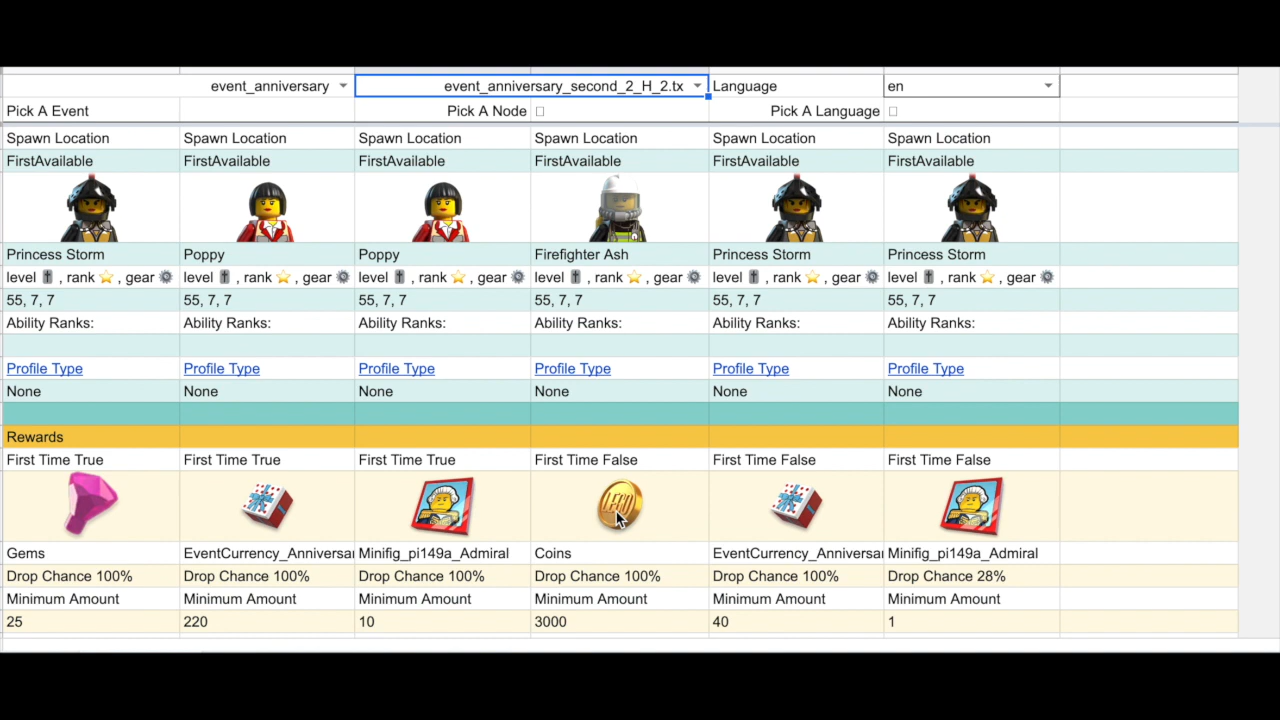 event_anniversary event_anniversary_second_2_H_2.tx Language en
Pick A Event Pick A Node Pick A Language
Spawn Location Spawn Location Spawn Location Spawn Location Spawn Location Spawn Location
FirstAvailable FirstAvailable FirstAvailable FirstAvailable FirstAvailable FirstAvailable
Princess Storm Poppy Poppy Firefighter Ash Princess Storm Princess Storm
level , rank , gear level , rank , gear level , rank , gear level , rank , gear level , rank , gear level , rank , gear
55, 7, 7 55, 7, 7 55, 7, 7 55, 7, 7 55, 7, 7 55, 7, 7
Ability Ranks: Ability Ranks: Ability Ranks: Ability Ranks: Ability Ranks: Ability Ranks:
Profile Type Profile Type Profile Type Profile Type Profile Type Profile Type
None None None None None None
Rewards
First Time True First Time True First Time True First Time False First Time False First Time False
LEGO
Gems EventCurrency_Anniversar Minifig_pi149a_Admiral Coins EventCurrency_Anniversar Minifig_pi149a_Admiral
Drop Chance 100% Drop Chance 100% Drop Chance 100% Drop Chance 100% Drop Chance 100% Drop Chance 28%
Minimum Amount Minimum Amount Minimum Amount Minimum Amount Minimum Amount Minimum Amount
25 220 10 3000 40 1